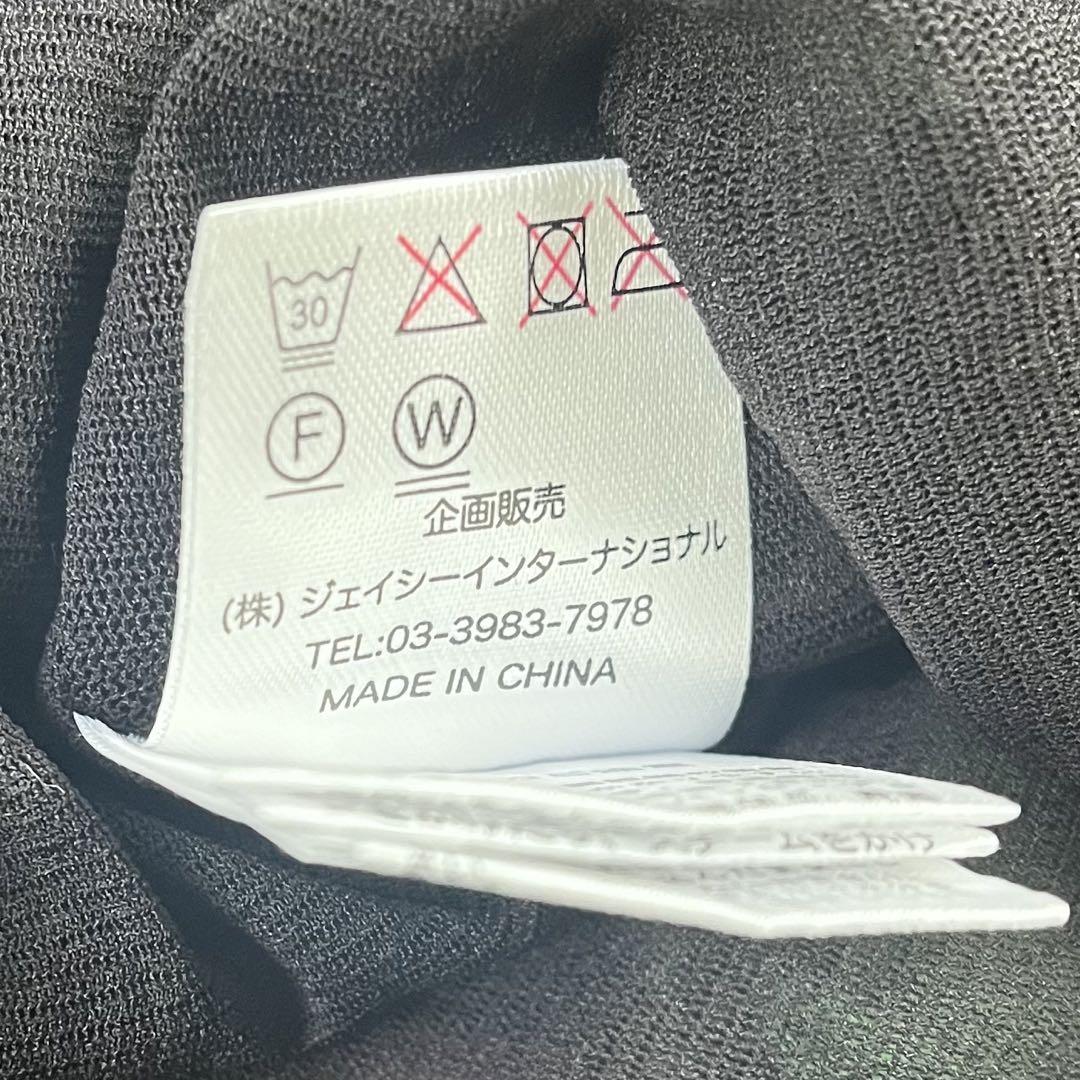 30
F W
企画販売
(株) ジェイシーインターナショナル
TEL:03-3983-7978
MADE IN CHINA